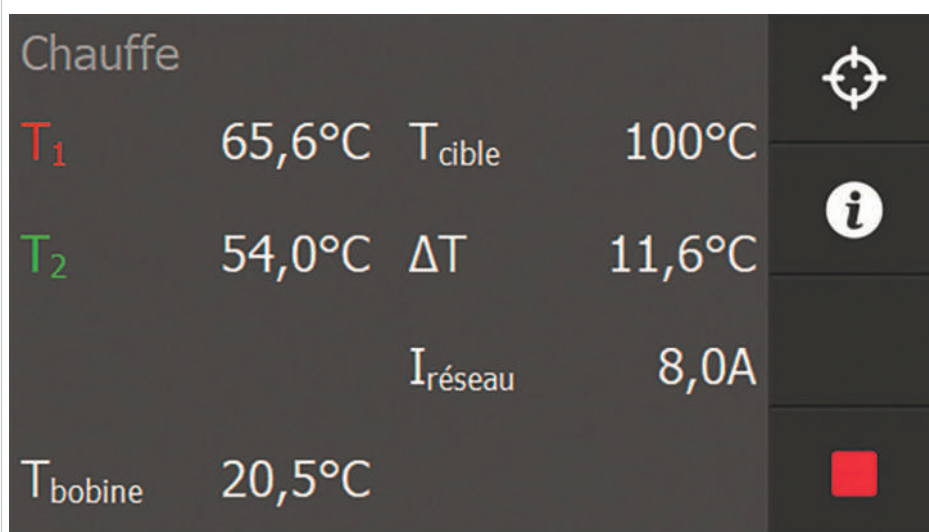 Chauffe
T1 65,6°C Tcible 100°C
T2 54,0°C ΔT 11,6°C
Iréseau 8,0A
Tbobine 20,5°C